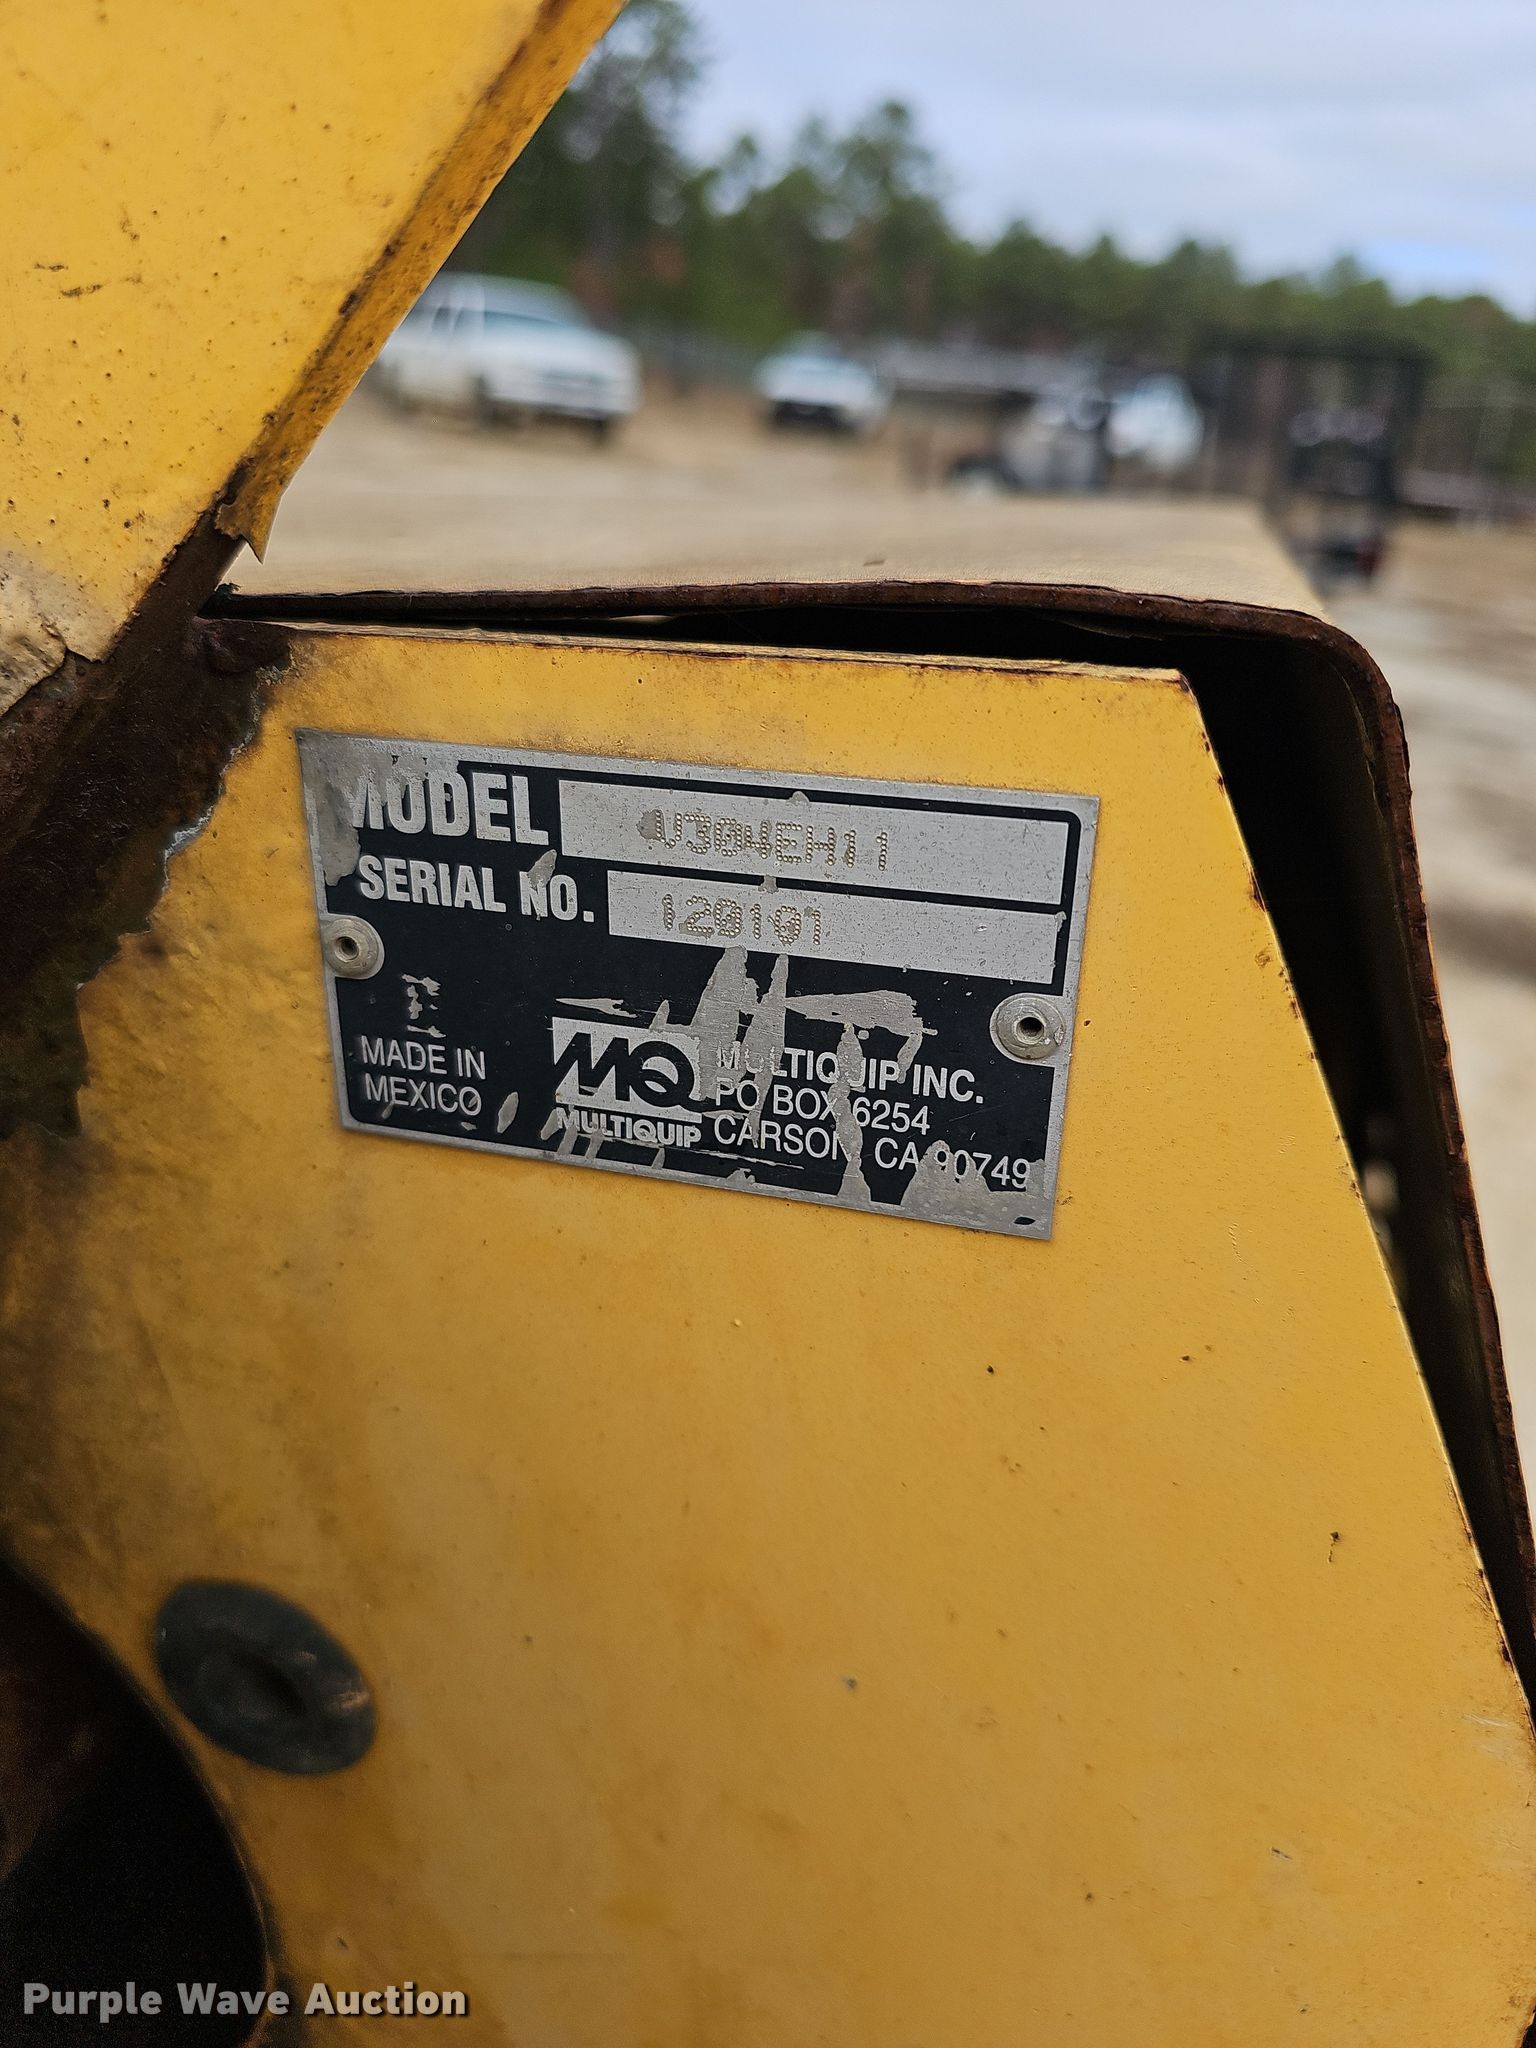 MODEL V304EH11
SERIAL NO. 120101
MADE IN
MEXICO
MQ
MULTIQUIP
MULTIQUIP INC.
PO BOX 6254
CARSON, CA 90749
Purple Wave Auction